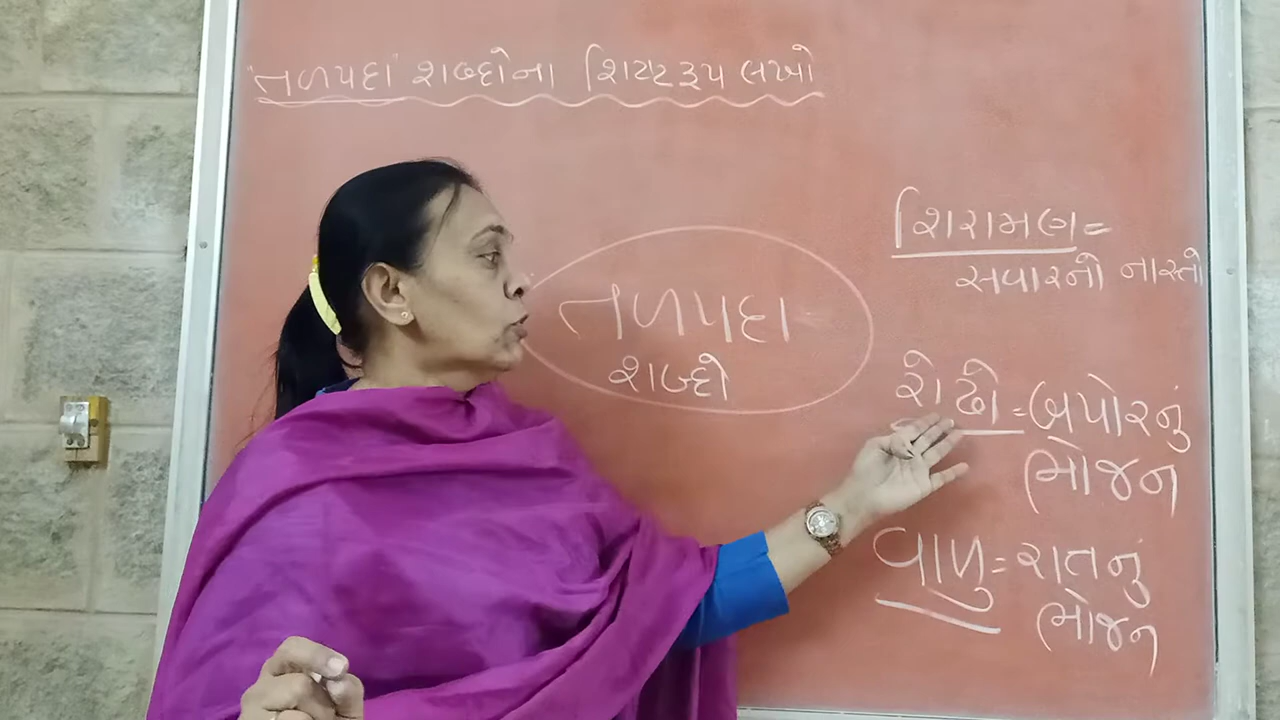 "તળપદા" શબ્દોના શિષ્ટરૂપ લખો
તળપદા
શબ્દો
શિરામણ =
સવારનો નાસ્તો
રોઢો = બપોરનું
ભોજન
વાળુ = રાતનું
ભોજન